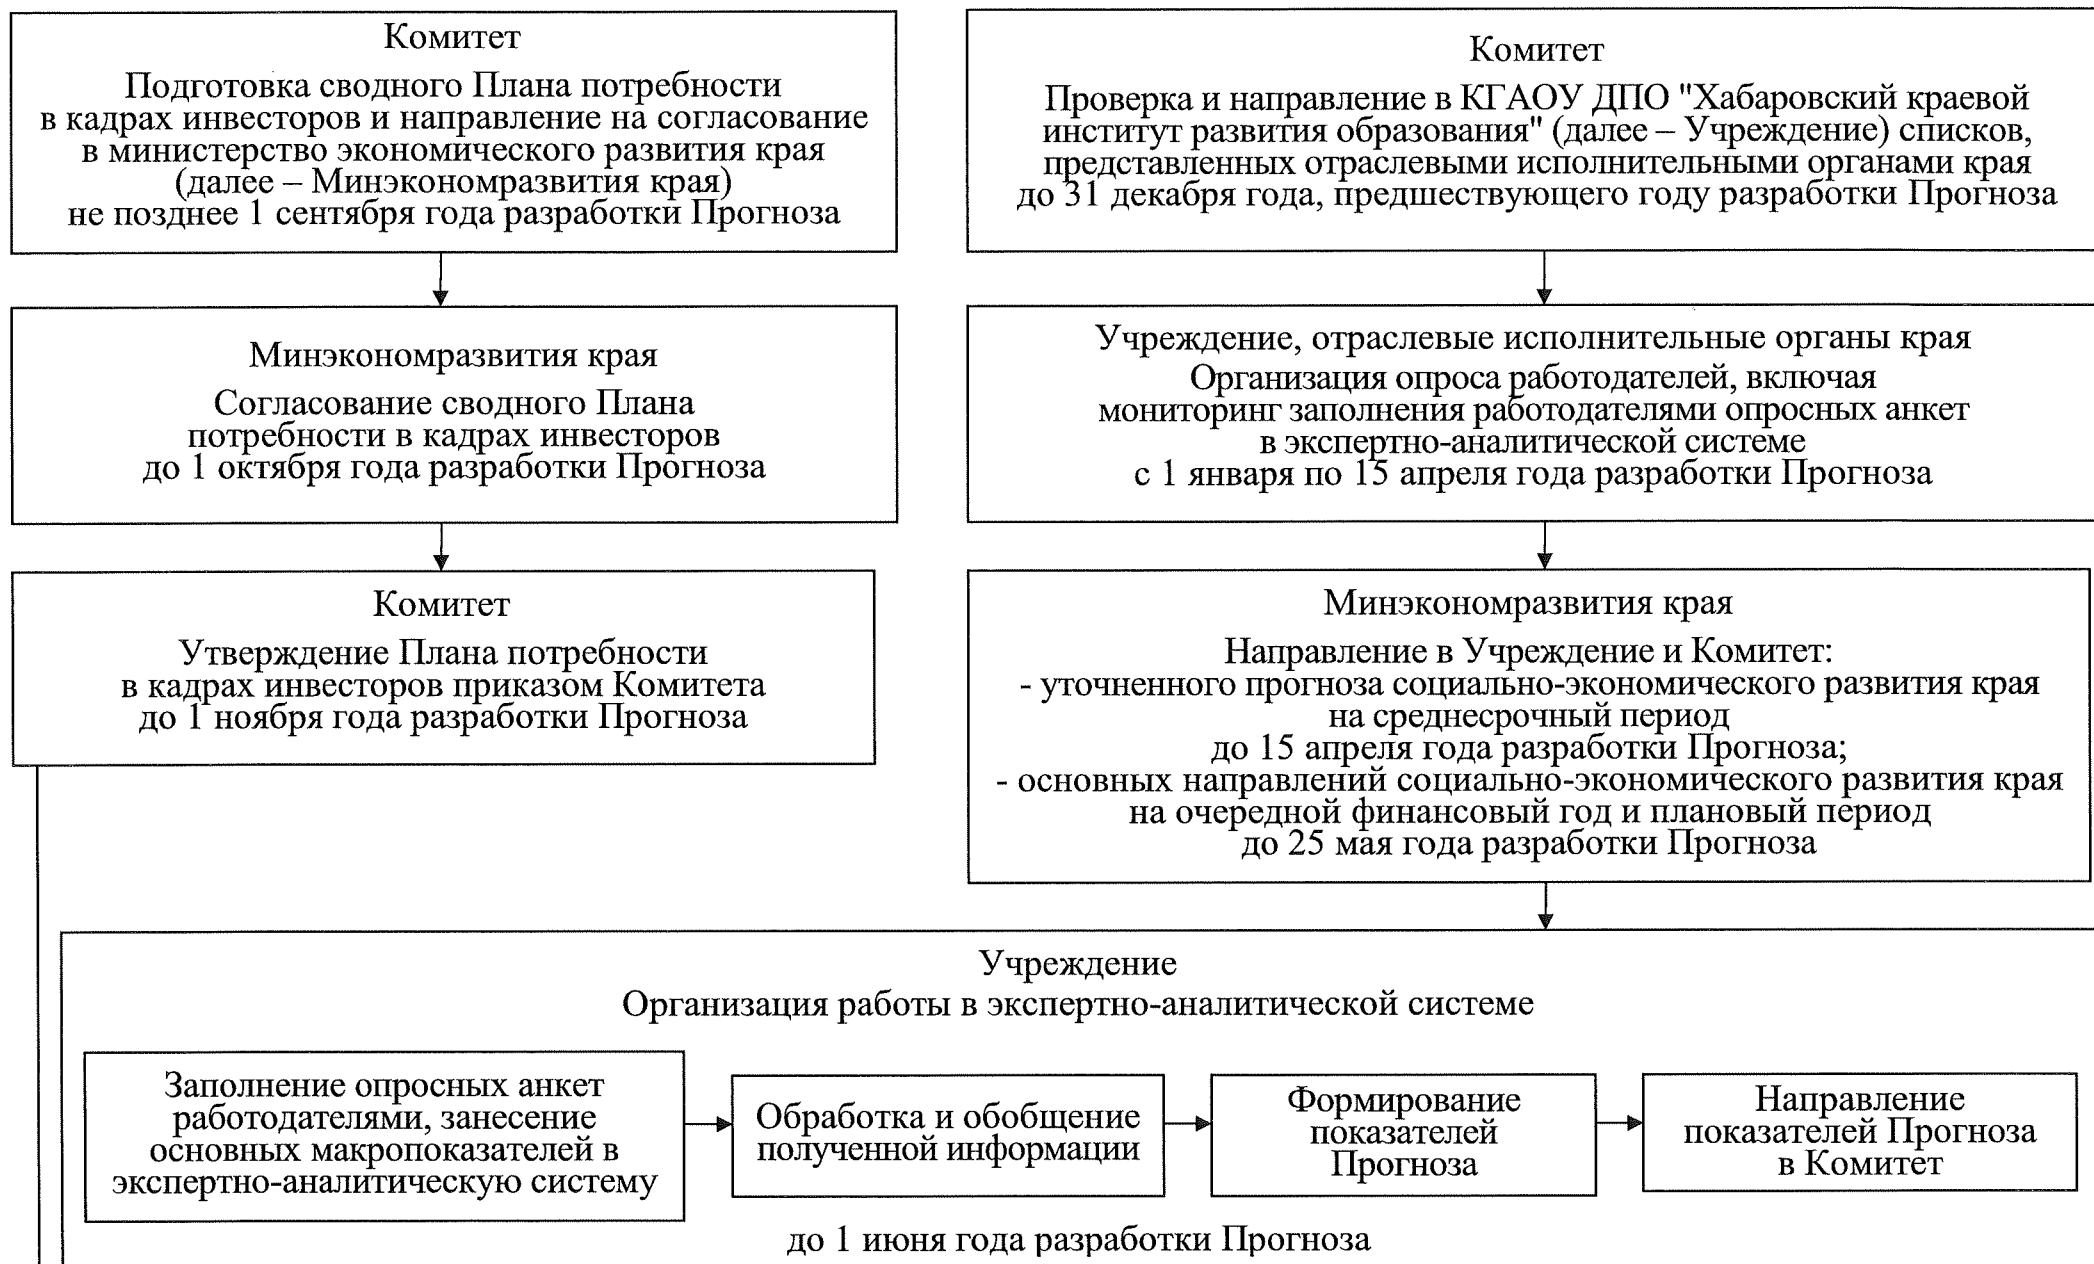 Комитет
Подготовка сводного Плана потребности
в кадрах инвесторов и направление на согласование
в министерство экономического развития края
(далее – Минэкономразвития края)
не позднее 1 сентября года разработки Прогноза
Комитет
Проверка и направление в КГАОУ ДПО "Хабаровский краевой
институт развития образования" (далее – Учреждение) списков,
представленных отраслевыми исполнительными органами края
до 31 декабря года, предшествующего году разработки Прогноза
Минэкономразвития края
Согласование сводного Плана
потребности в кадрах инвесторов
до 1 октября года разработки Прогноза
Учреждение, отраслевые исполнительные органы края
Организация опроса работодателей, включая
мониторинг заполнения работодателями опросных анкет
в экспертно-аналитической системе
с 1 января по 15 апреля года разработки Прогноза
Комитет
Утверждение Плана потребности
в кадрах инвесторов приказом Комитета
до 1 ноября года разработки Прогноза
Минэкономразвития края
Направление в Учреждение и Комитет:
- уточненного прогноза социально-экономического развития края
на среднесрочный период
до 15 апреля года разработки Прогноза;
- основных направлений социально-экономического развития края
на очередной финансовый год и плановый период
до 25 мая года разработки Прогноза
Учреждение
Организация работы в экспертно-аналитической системе
Заполнение опросных анкет
работодателями, занесение
основных макропоказателей в
экспертно-аналитическую систему
Обработка и обобщение
полученной информации
Формирование
показателей
Прогноза
Направление
показателей Прогноза
в Комитет
до 1 июня года разработки Прогноза